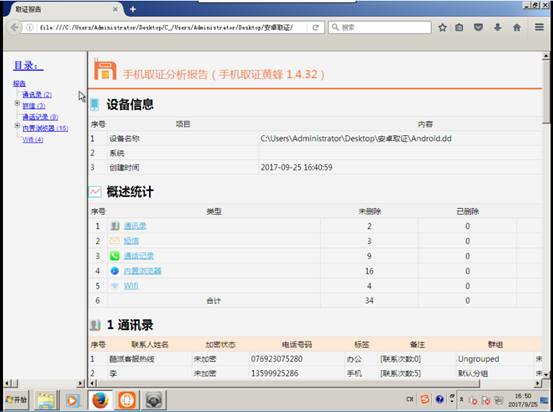 取证报告
file:///C:/Users/Administrator/Desktop/C_/Users/Administrator/Desktop/安卓取证/
搜索
目录：
报告
通讯录 (2)
短信 (3)
通话记录 (9)
内置浏览器 (16)
Wifi (4)
手机取证分析报告（手机取证黄蜂 1.4.32）
设备信息
序号 项目 内容
1 设备名称 C:\Users\Administrator\Desktop\安卓取证\Android.dd
2 系统
3 创建时间 2017-09-25 16:40:59
概述统计
序号 类型 未删除 已删除
1 通讯录 2 0
2 短信 3 0
3 通话记录 9 0
4 内置浏览器 16 0
5 Wifi 4 0
6 合计 34 0
1 通讯录
序号 联系人姓名 加密状态 电话号码 标签 备注 群组
1 酷派客服热线 未加密 076923075280 办公 [联系次数:0] Ungrouped 未
2 李 未加密 13599925286 手机 [联系次数:5] 默认分组 未
开始
CH
16:50
2017/9/25